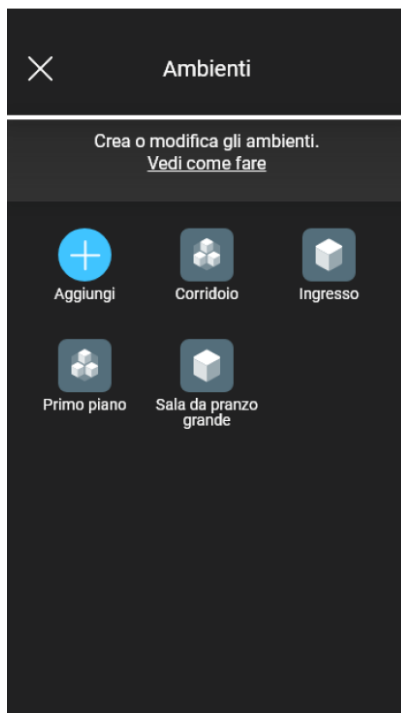 Ambienti
Crea o modifica gli ambienti.
Vedi come fare
Aggiungi
Corridoio
Ingresso
Primo piano
Sala da pranzo
grande